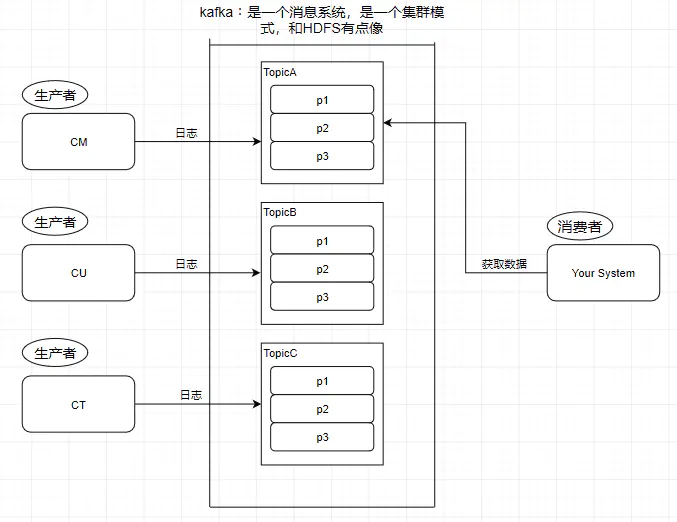 kafka：是一个消息系统，是一个集群模
式，和HDFS有点像
TopicA
p1
p2
p3
生产者
CM
日志
TopicB
p1
p2
p3
生产者
CU
日志
消费者
Your System
获取数据
TopicC
p1
p2
p3
生产者
CT
日志